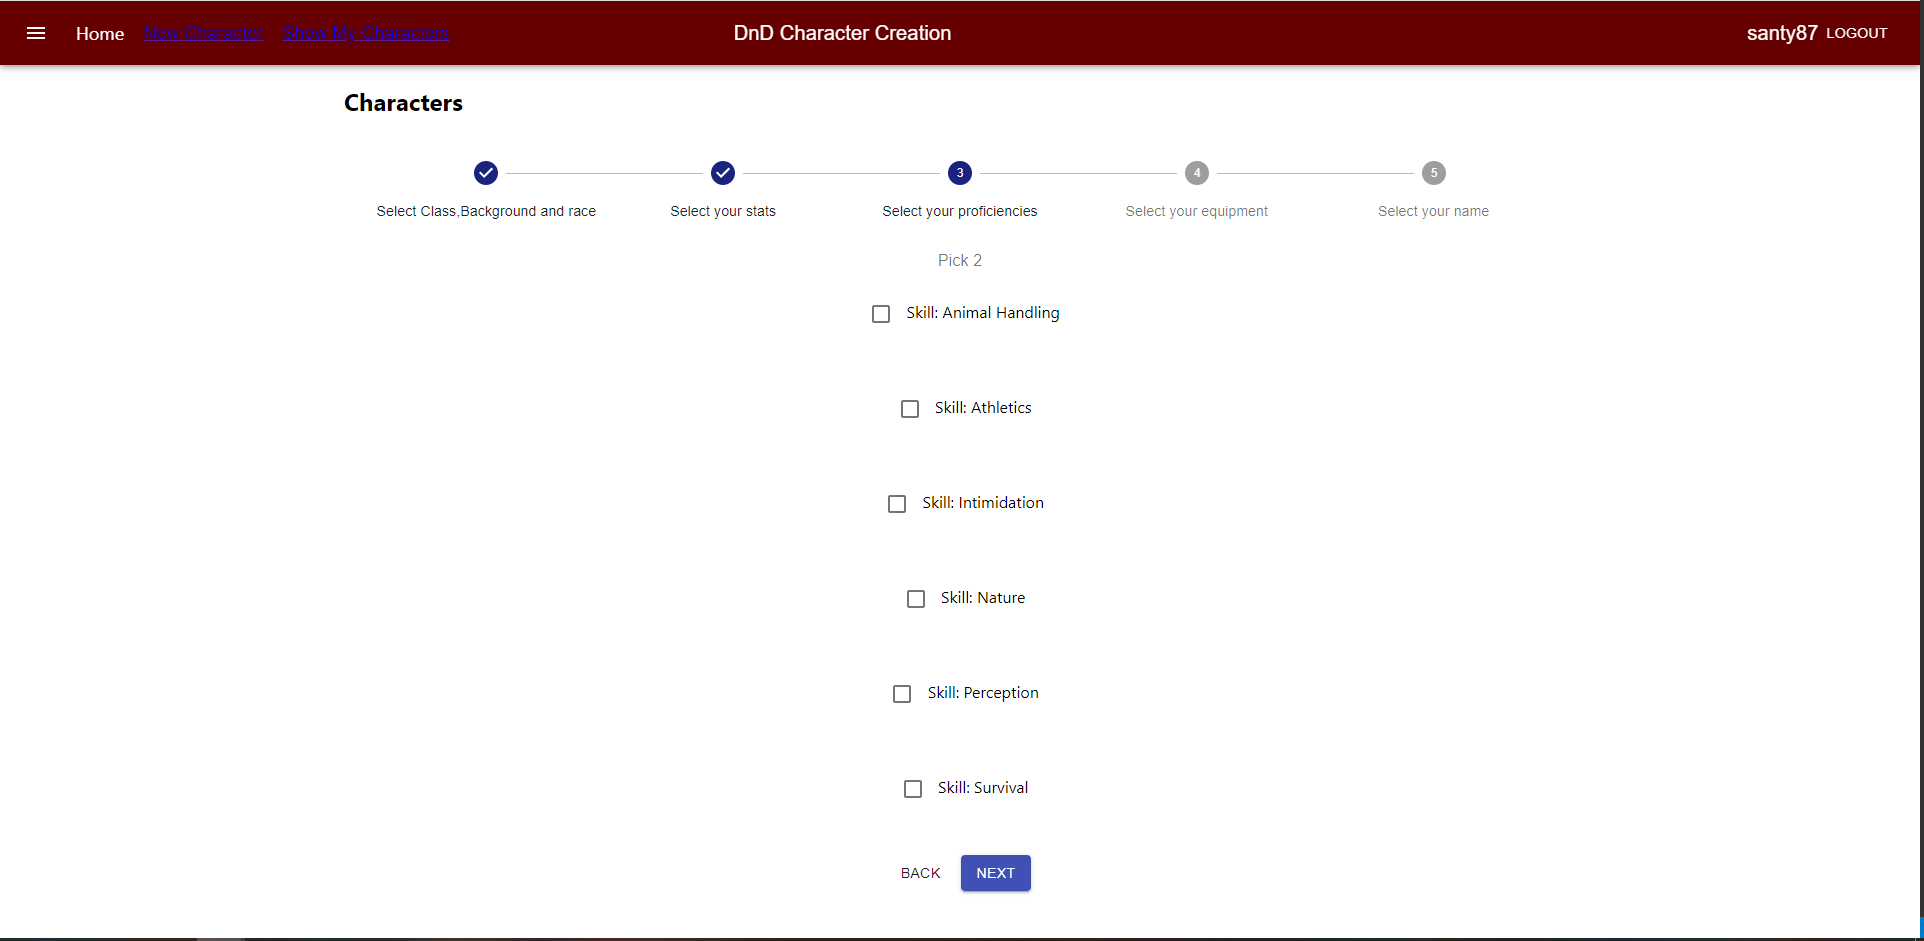 Home New Character Show My Characters DnD Character Creation santy87 LOGOUT
Characters
3 4 5
Select Class,Background and race Select your stats Select your proficiencies Select your equipment Select your name
Pick 2
Skill: Animal Handling
Skill: Athletics
Skill: Intimidation
Skill: Nature
Skill: Perception
Skill: Survival
BACK NEXT